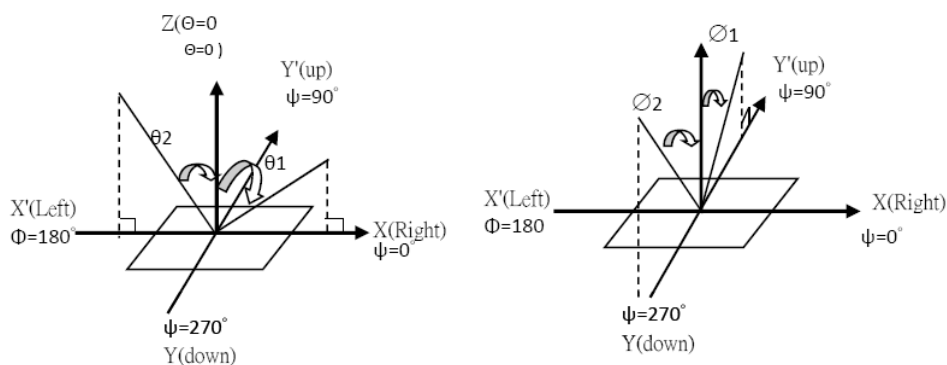 Z(Θ=0
Θ=0 )
Y'(up)
ψ=90°
θ2
θ1
X'(Left)
Φ=180°
X(Right)
ψ=0°
ψ=270°
Y(down)
∅1
Y'(up)
ψ=90°
∅2
X'(Left)
Φ=180
X(Right)
ψ=0°
ψ=270°
Y(down)